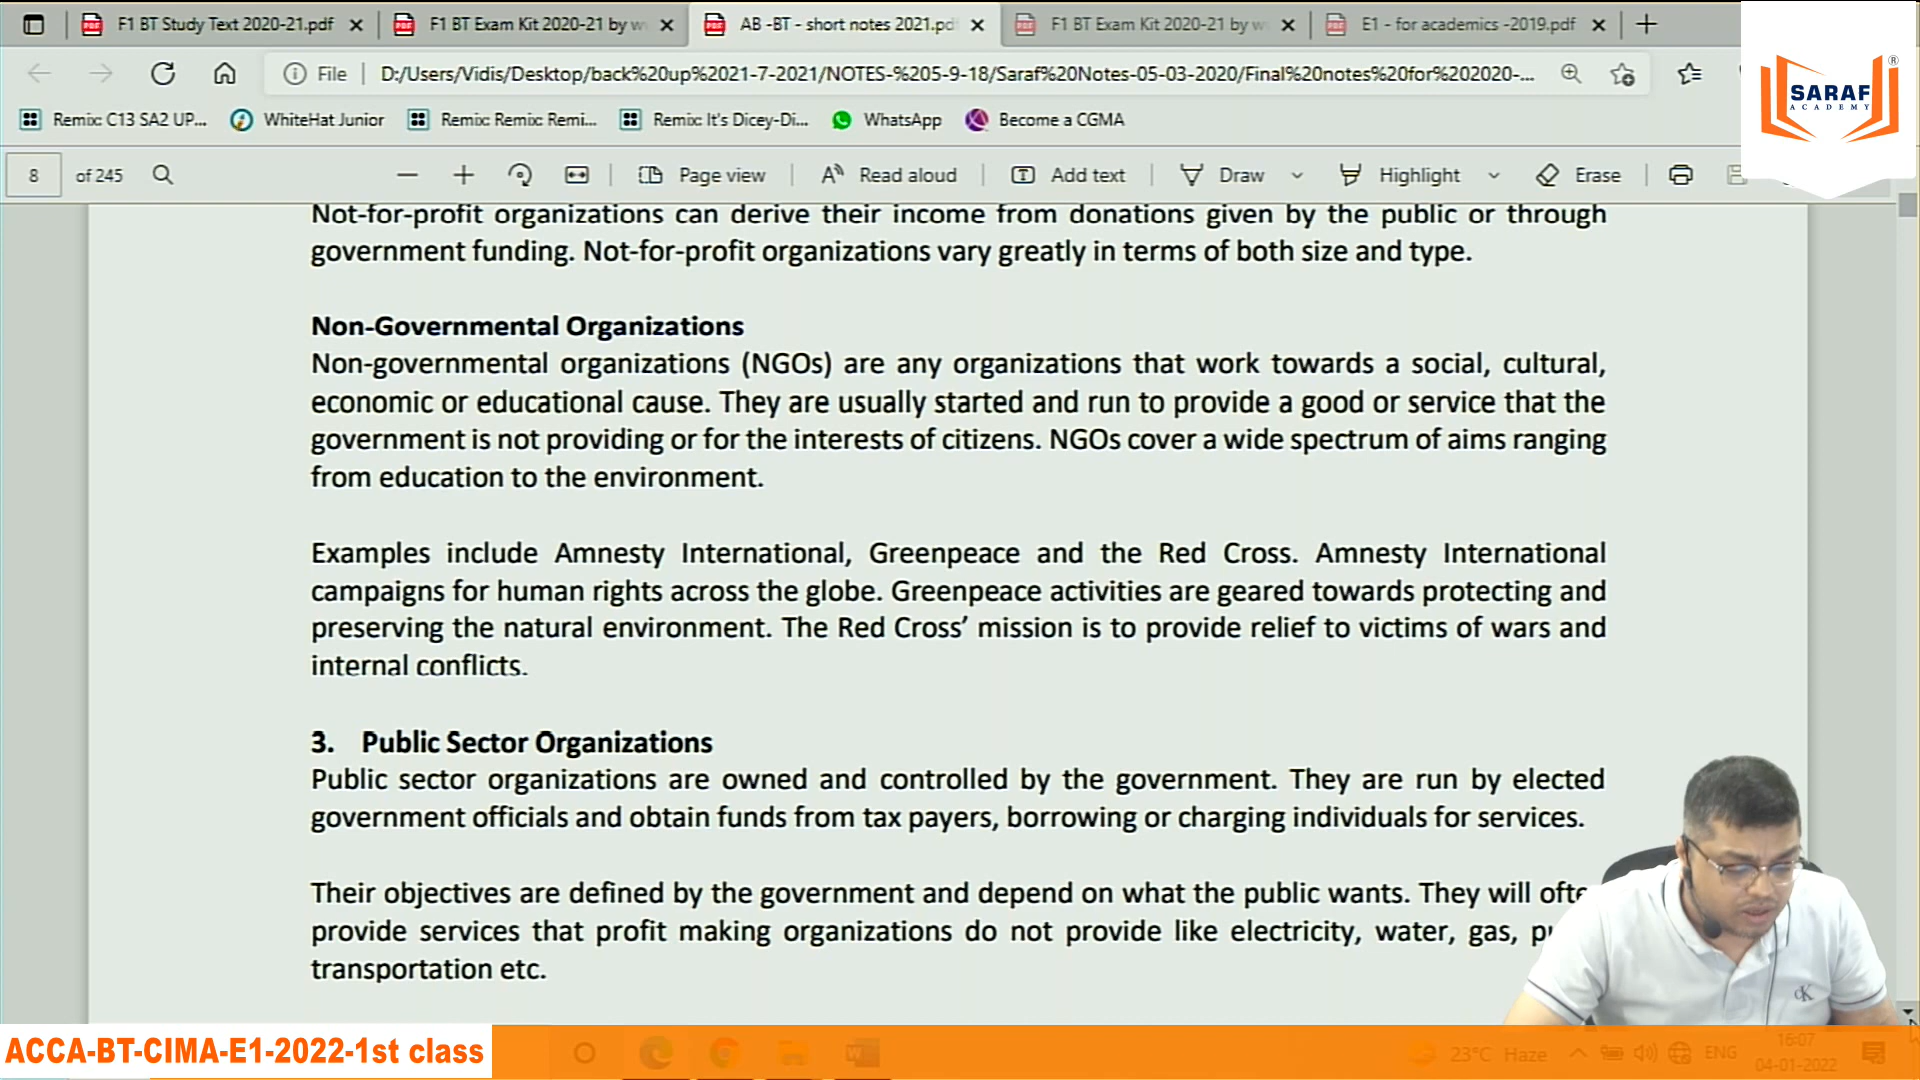 F1 BT Study Text 2020-21.pdf
F1 BT Exam Kit 2020-21 by w
AB -BT - short notes 2021.pd
F1 BT Exam Kit 2020-21 by w
E1 - for academics -2019.pdf
File
D:/Users/Vidis/Desktop/back%20up%2021-7-2021/NOTES-%205-9-18/Saraf%20Notes-05-03-2020/Final%20notes%20for%202020-...
SARAF
ACADEMY
®
Remix: C13 SA2 UP...
WhiteHat Junior
Remix: Remix Remi...
Remix: It's Dicey-Di...
WhatsApp
Become a CGMA
8 of 245
Page view
Read aloud
Add text
Draw
Highlight
Erase
Not-for-profit organizations can derive their income from donations given by the public or through
government funding. Not-for-profit organizations vary greatly in terms of both size and type.
Non-Governmental Organizations
Non-governmental organizations (NGOs) are any organizations that work towards a social, cultural,
economic or educational cause. They are usually started and run to provide a good or service that the
government is not providing or for the interests of citizens. NGOs cover a wide spectrum of aims ranging
from education to the environment.
Examples include Amnesty International, Greenpeace and the Red Cross. Amnesty International
campaigns for human rights across the globe. Greenpeace activities are geared towards protecting and
preserving the natural environment. The Red Cross’ mission is to provide relief to victims of wars and
internal conflicts.
3. Public Sector Organizations
Public sector organizations are owned and controlled by the government. They are run by elected
government officials and obtain funds from tax payers, borrowing or charging individuals for services.
Their objectives are defined by the government and depend on what the public wants. They will ofte
provide services that profit making organizations do not provide like electricity, water, gas,
transportation etc.
CK
ACCA-BT-CIMA-E1-2022-1st class
23°C Haze
ENG
16:07
04-01-2022